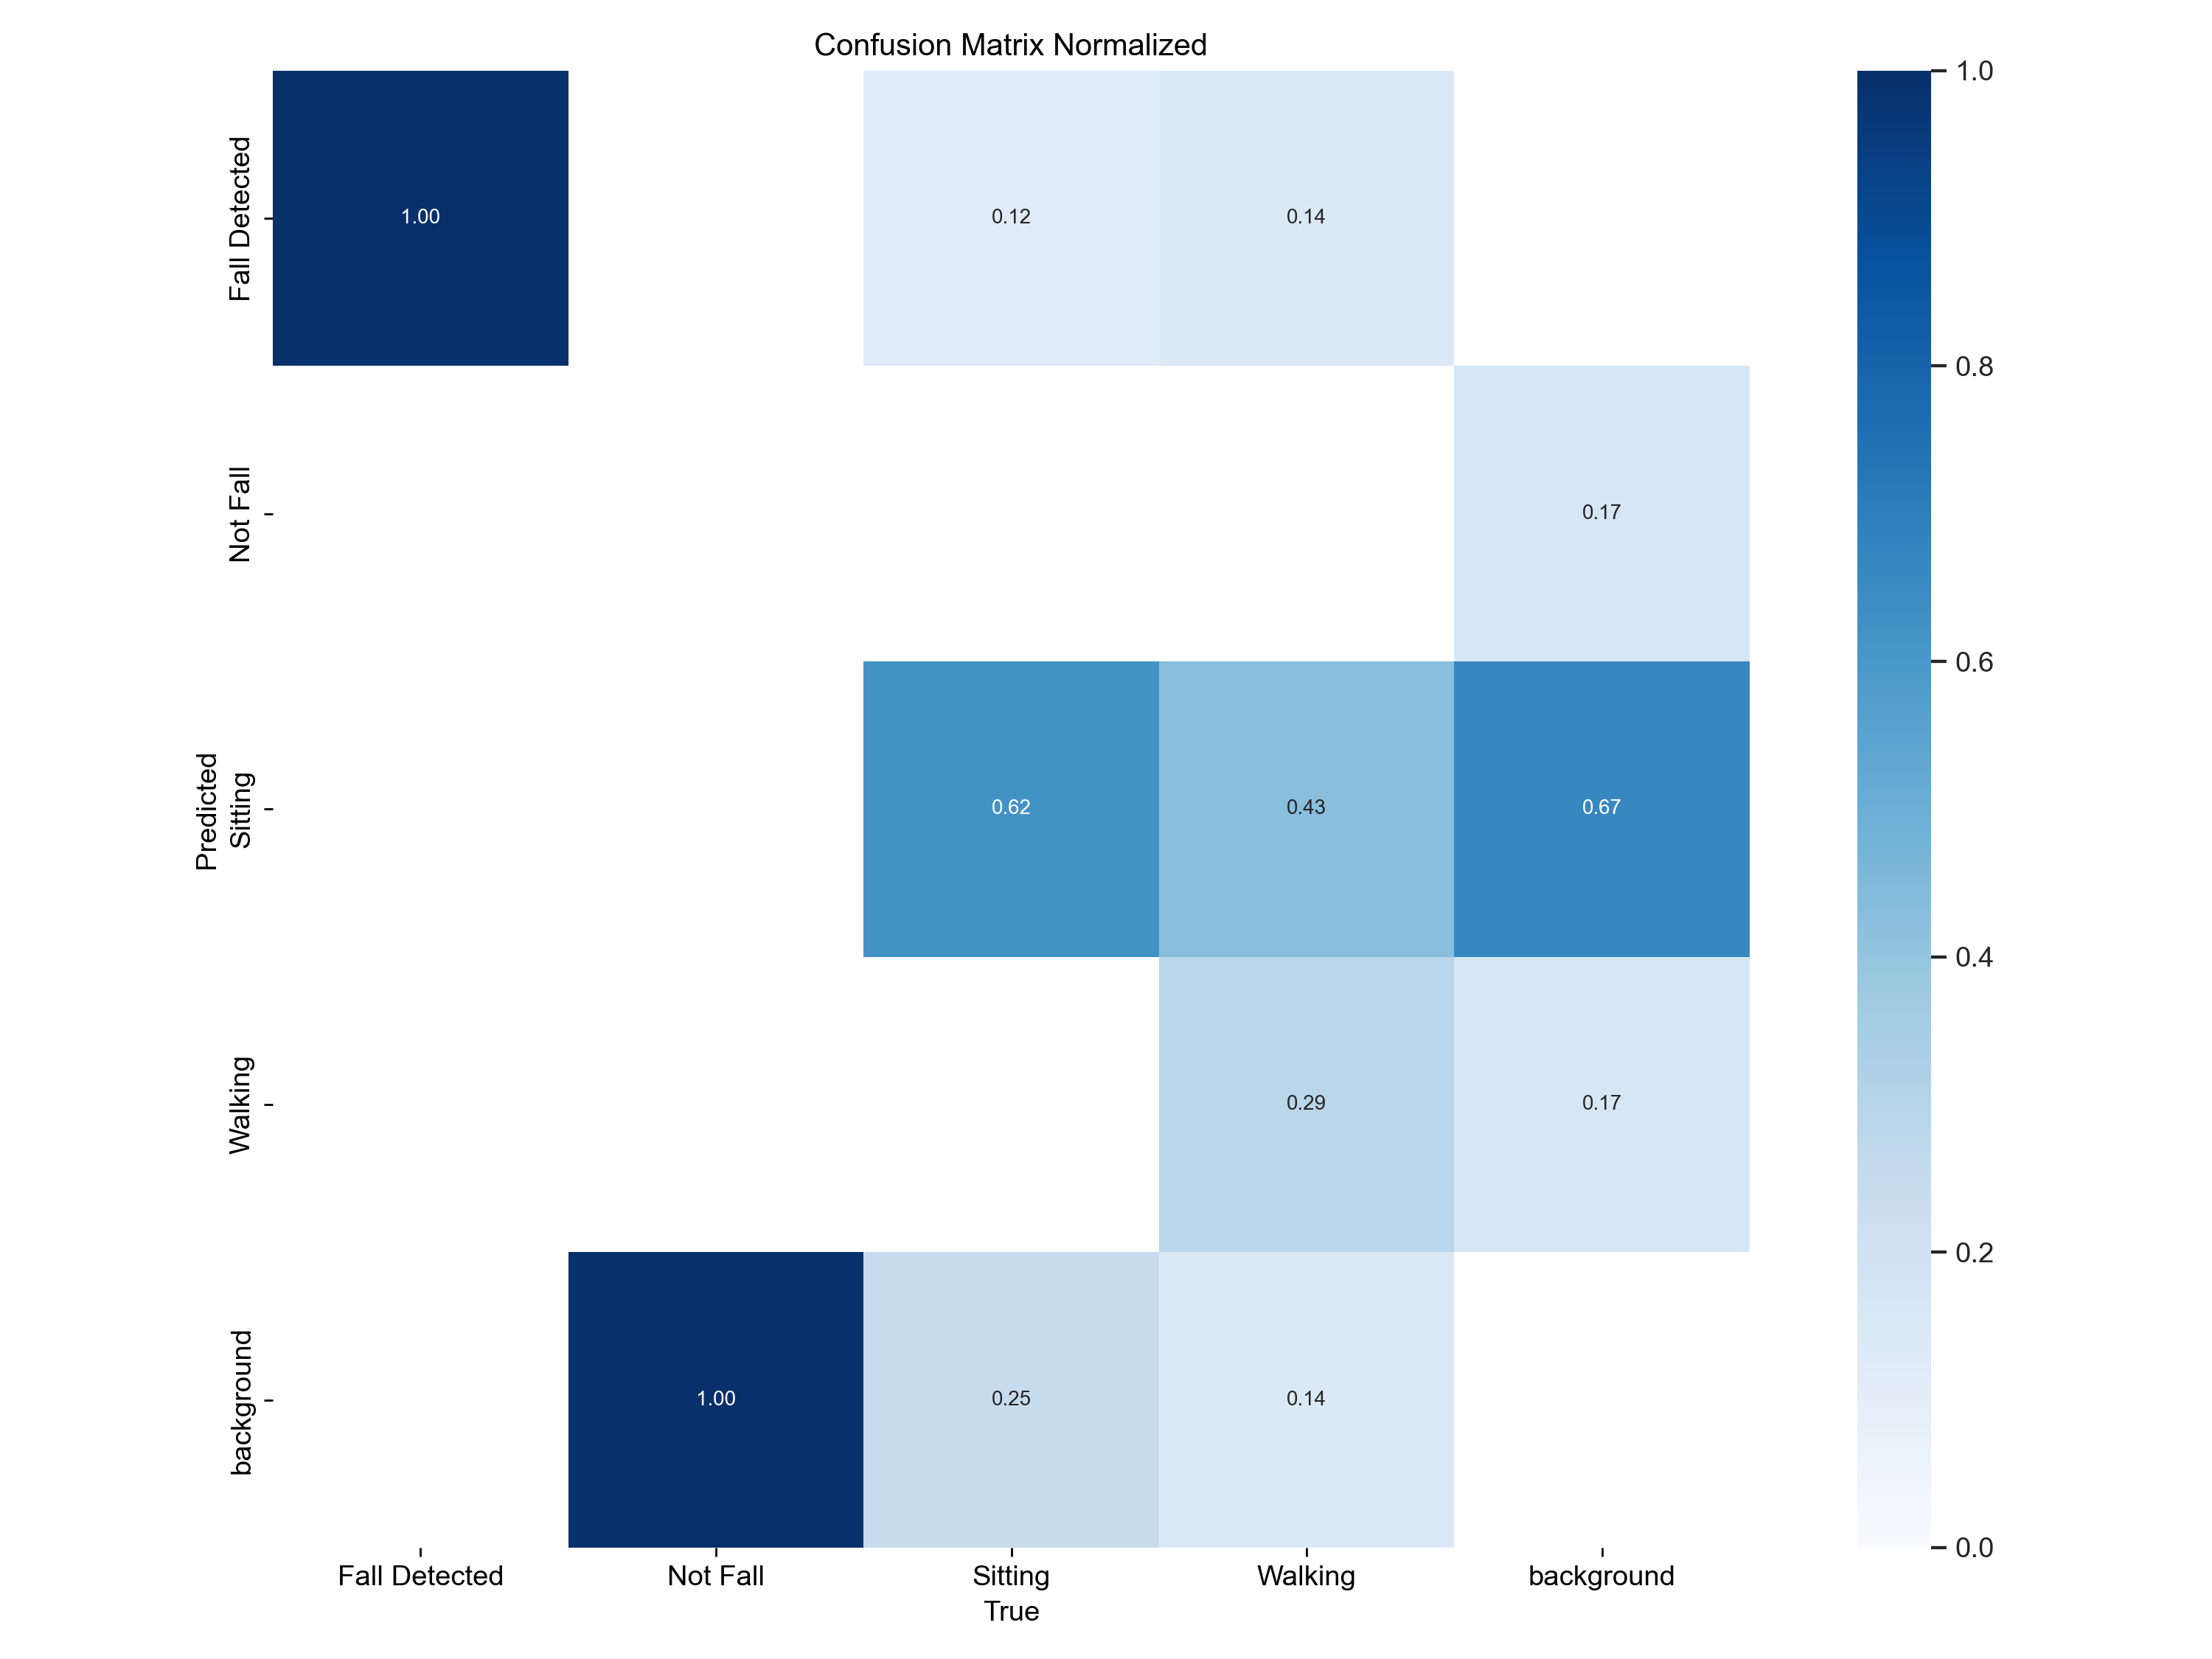 Confusion Matrix Normalized
Fall Detected
1.00
0.12
0.14
Not Fall
0.17
Predicted
Sitting
0.62
0.43
0.67
Walking
0.29
0.17
background
1.00
0.25
0.14
Fall Detected
Not Fall
Sitting
Walking
background
True
1.0
0.8
0.6
0.4
0.2
0.0